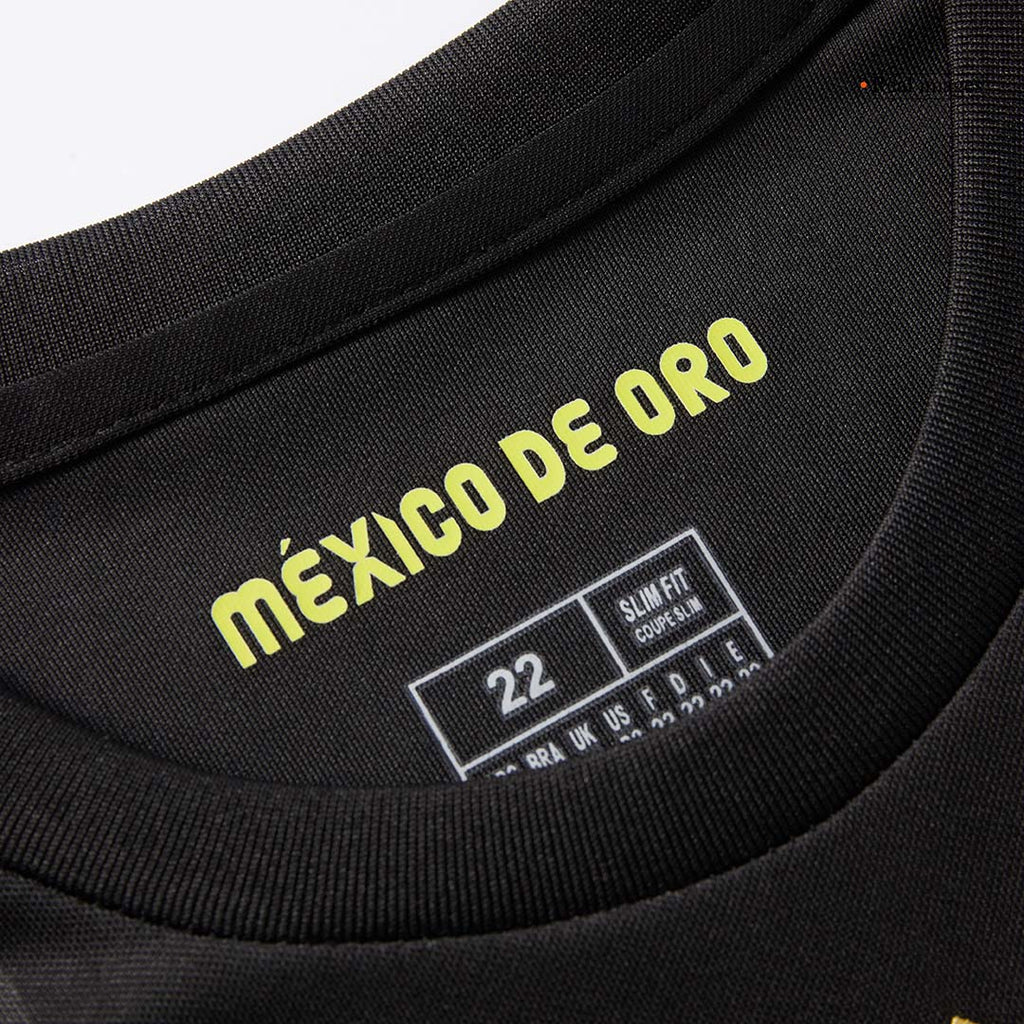 MÉXICO DE ORO
22
SLIM FIT
COUPE SLIM
BRA UK US F D I E